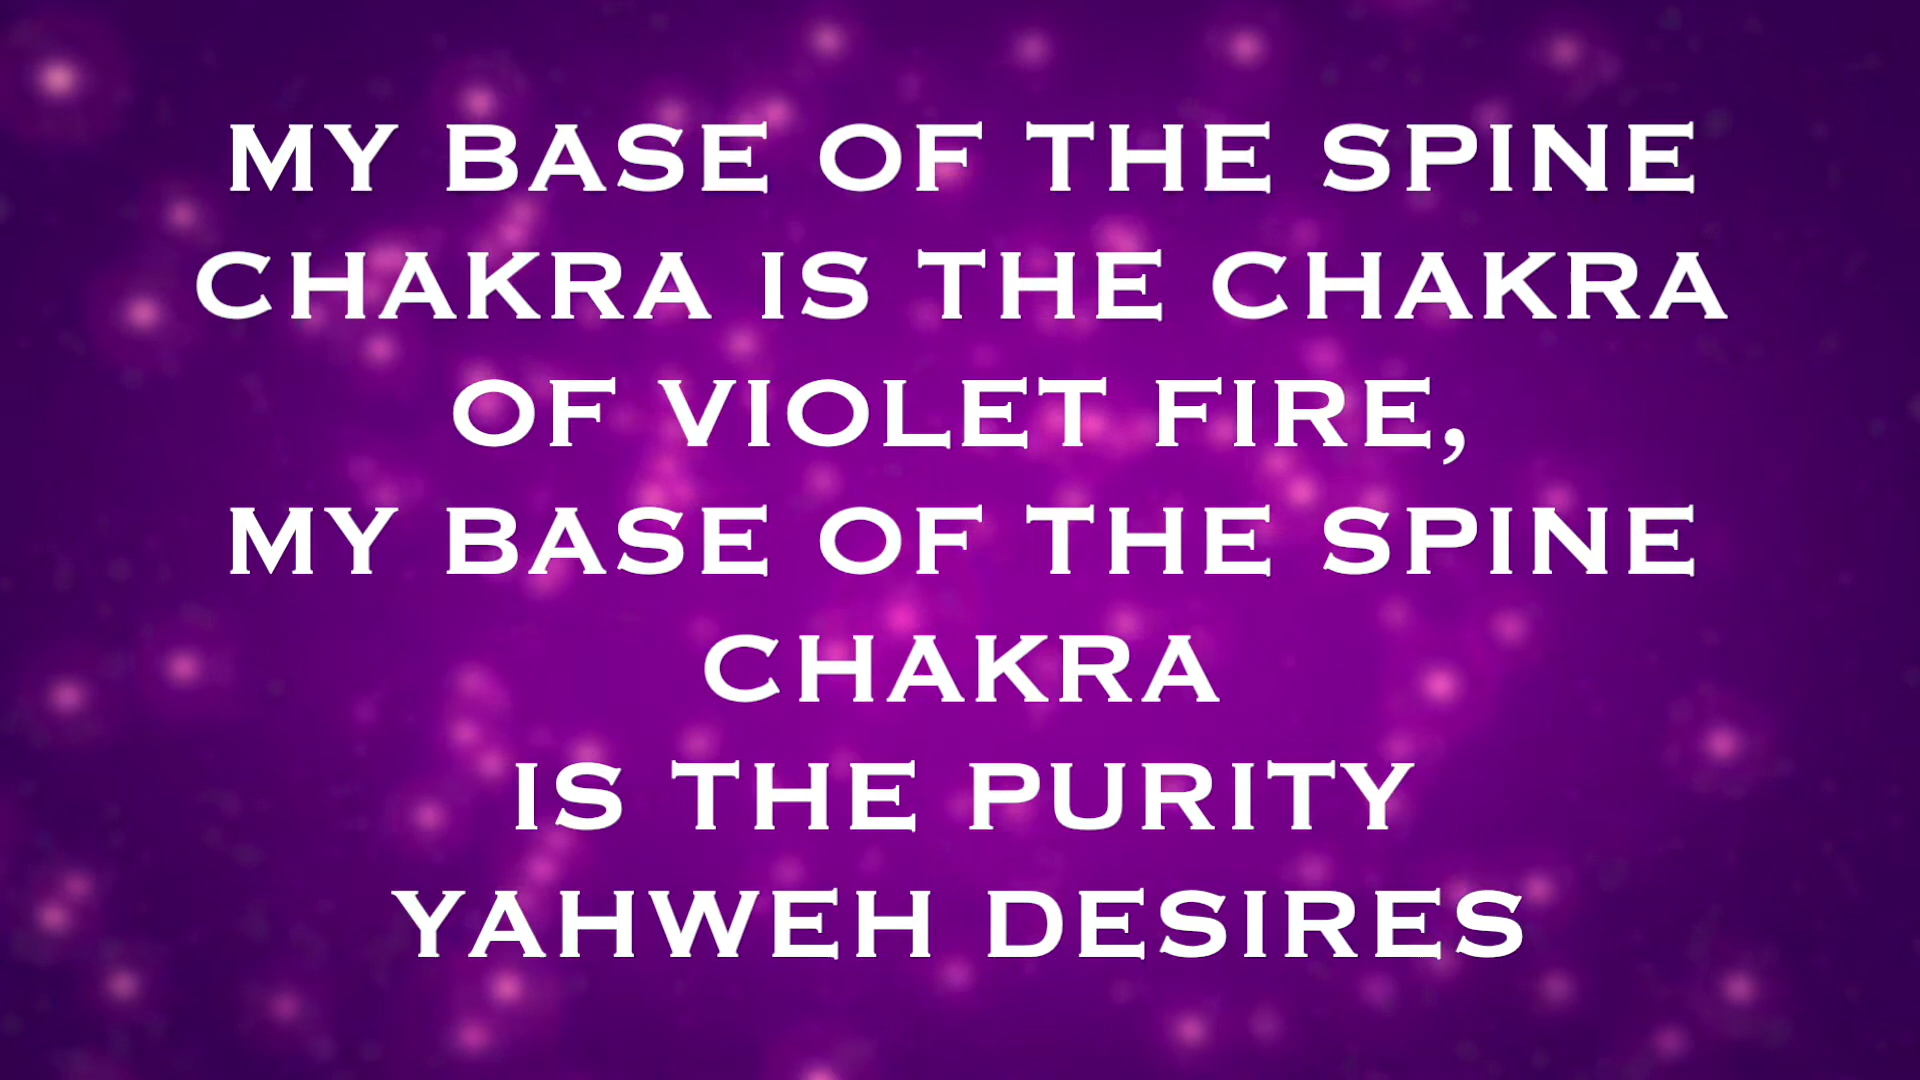 MY BASE OF THE SPINE
CHAKRA IS THE CHAKRA
OF VIOLET FIRE,
MY BASE OF THE SPINE
CHAKRA
IS THE PURITY
YAHWEH DESIRES